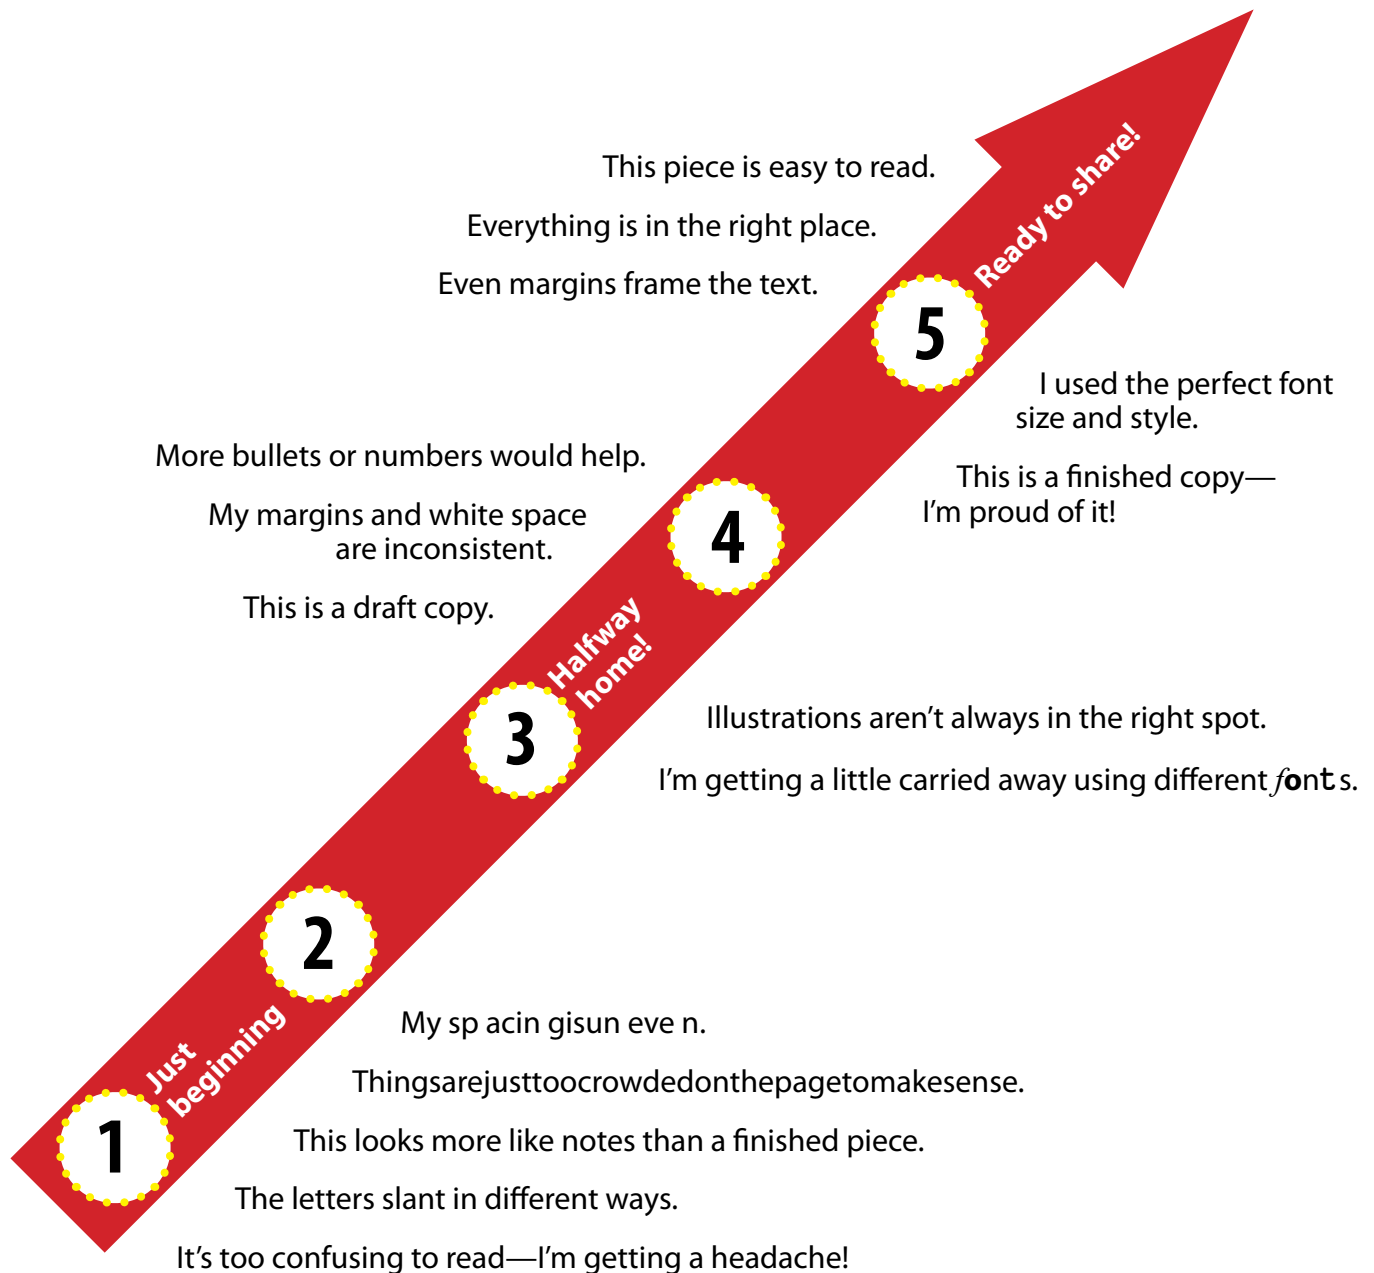 This piece is easy to read.
Everything is in the right place.
Even margins frame the text.
Ready to share!
5
I used the perfect font
size and style.
This is a finished copy—
I'm proud of it!
4
More bullets or numbers would help.
My margins and white space
are inconsistent.
This is a draft copy.
Halfway
home!
3
Illustrations aren't always in the right spot.
I'm getting a little carried away using different fonts.
2
Just
beginning
1
My sp acin gisun eve n.
Thingsarejusttoocrowdedonthepagetomakesense.
This looks more like notes than a finished piece.
The letters slant in different ways.
It's too confusing to read—I'm getting a headache!